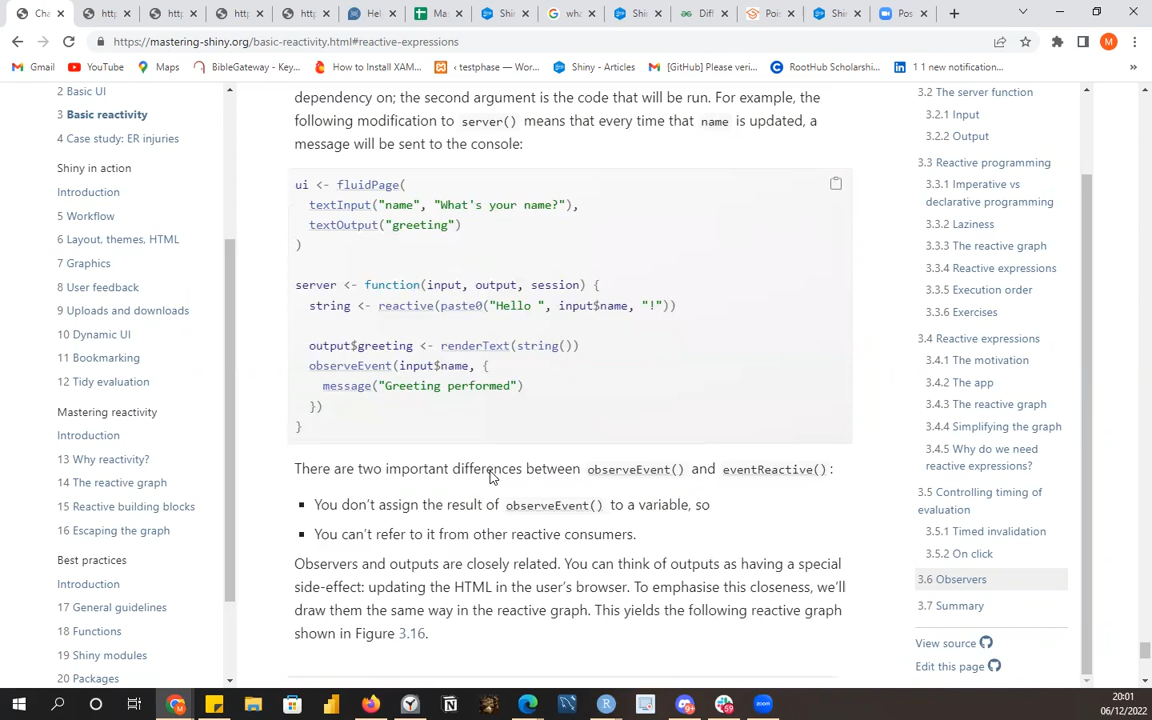 Cha
http
http
http
http
Hel
Mas
Shin
wha
Shin
Diff
Pois
Shin
Pos
https://mastering-shiny.org/basic-reactivity.html#reactive-expressions
M
Gmail
YouTube
Maps
BibleGateway - Key...
How to Install XAM...
‹ testphase — Wor...
Shiny - Articles
[GitHub] Please veri...
RootHub Scholarship...
1 1 new notification...
»
2 Basic UI
3 Basic reactivity
4 Case study: ER injuries
Shiny in action
Introduction
5 Workflow
6 Layout, themes, HTML
7 Graphics
8 User feedback
9 Uploads and downloads
10 Dynamic UI
11 Bookmarking
12 Tidy evaluation
Mastering reactivity
Introduction
13 Why reactivity?
14 The reactive graph
15 Reactive building blocks
16 Escaping the graph
Best practices
Introduction
17 General guidelines
18 Functions
19 Shiny modules
20 Packages
dependency on; the second argument is the code that will be run. For example, the
following modification to server() means that every time that name is updated, a
message will be sent to the console:
ui <- fluidPage(
textInput("name", "What's your name?"),
textOutput("greeting")
)
server <- function(input, output, session) {
string <- reactive(paste0("Hello ", input$name, "!"))
output$greeting <- renderText(string())
observeEvent(input$name, {
message("Greeting performed")
})
}
There are two important differences between observeEvent() and eventReactive() :
You don't assign the result of observeEvent() to a variable, so
You can't refer to it from other reactive consumers.
Observers and outputs are closely related. You can think of outputs as having a special
side-effect: updating the HTML in the user's browser. To emphasise this closeness, we'll
draw them the same way in the reactive graph. This yields the following reactive graph
shown in Figure 3.16.
3.2 The server function
3.2.1 Input
3.2.2 Output
3.3 Reactive programming
3.3.1 Imperative vs
declarative programming
3.3.2 Laziness
3.3.3 The reactive graph
3.3.4 Reactive expressions
3.3.5 Execution order
3.3.6 Exercises
3.4 Reactive expressions
3.4.1 The motivation
3.4.2 The app
3.4.3 The reactive graph
3.4.4 Simplifying the graph
3.4.5 Why do we need
reactive expressions?
3.5 Controlling timing of
evaluation
3.5.1 Timed invalidation
3.5.2 On click
3.6 Observers
3.7 Summary
View source
Edit this page
20:01
06/12/2022